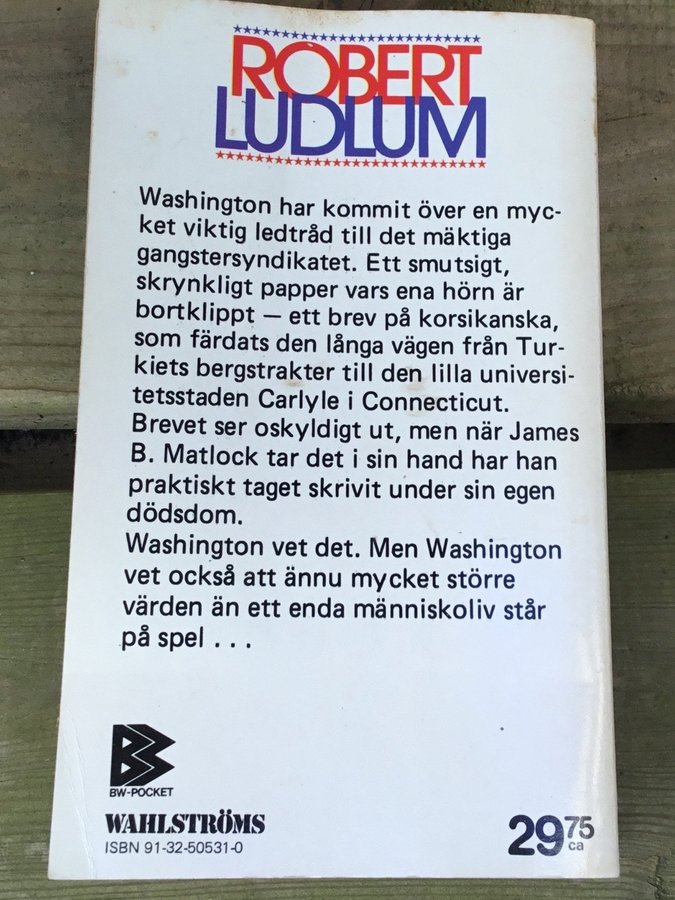 ROBERT
LUDLUM
Washington har kommit över en myc-
ket viktig ledtråd till det mäktiga
gangstersyndikatet. Ett smutsigt,
skrynkligt papper vars ena hörn är
bortklippt — ett brev på korsikanska,
som färdats den långa vägen från Tur-
kiets bergstrakter till den lilla universi-
tetsstaden Carlyle i Connecticut.
Brevet ser oskyldigt ut, men när James
B. Matlock tar det i sin hand har han
praktiskt taget skrivit under sin egen
dödsdom.
Washington vet det. Men Washington
vet också att ännu mycket större
värden än ett enda människoliv står
på spel . . .
BW-POCKET
WAHLSTRÖMS
ISBN 91-32-50531-0
29 75
ca